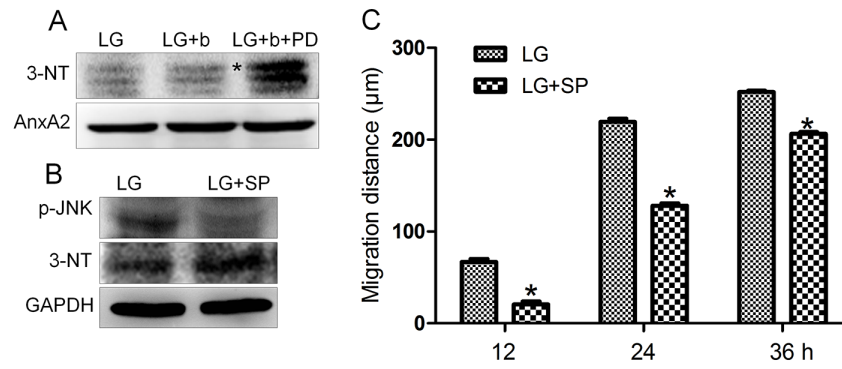 A
LG LG+b LG+b+PD
3-NT *
AnxA2
B
LG LG+SP
p-JNK
3-NT
GAPDH
C
Migration distance (μm)
300
200
100
0
LG
LG+SP
*
*
*
12 24 36 h